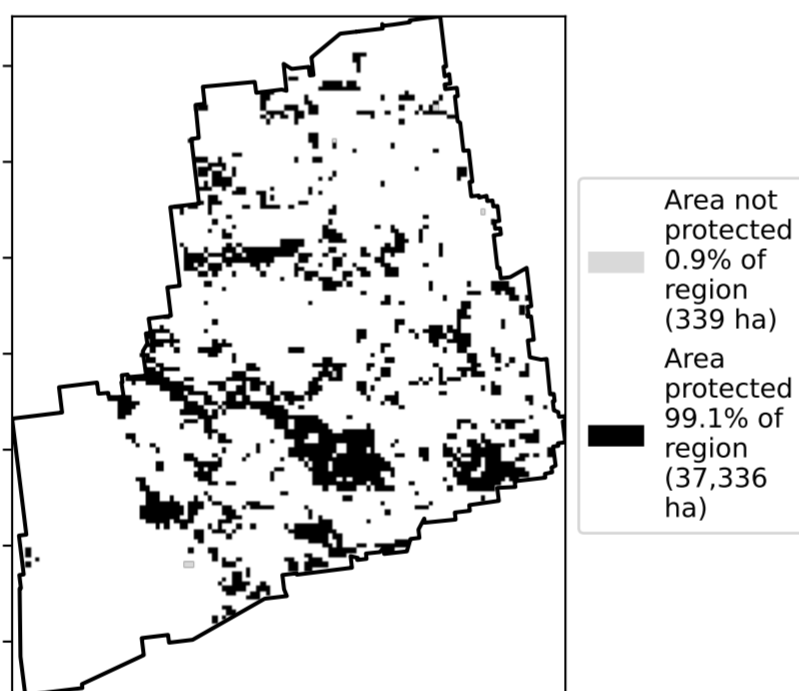 Area not
protected
0.9% of
region
(339 ha)
Area
protected
99.1% of
region
(37,336
ha)